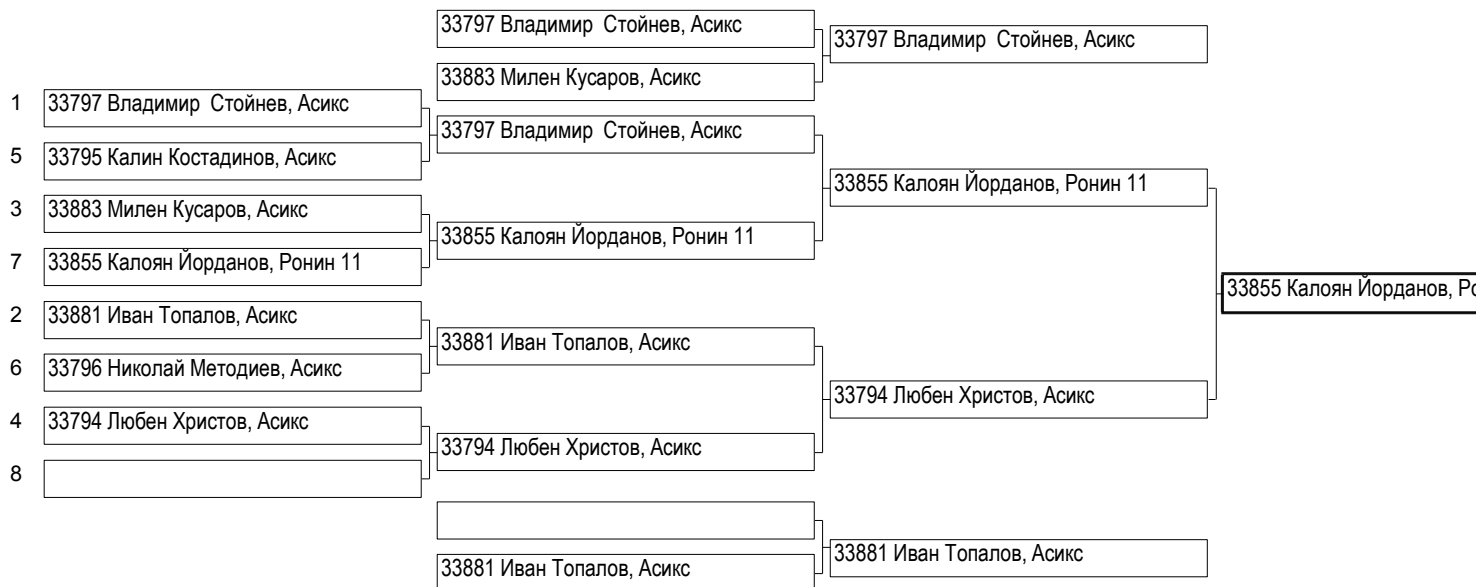 33797 Владимир  Стойнев, Асикс
33797 Владимир  Стойнев, Асикс
33883 Милен Кусаров, Асикс
1 33797 Владимир  Стойнев, Асикс
33797 Владимир  Стойнев, Асикс
5 33795 Калин Костадинов, Асикс
33855 Калоян Йорданов, Ронин 11
3 33883 Милен Кусаров, Асикс
33855 Калоян Йорданов, Ронин 11
7 33855 Калоян Йорданов, Ронин 11
33855 Калоян Йорданов, Ро
2 33881 Иван Топалов, Асикс
33881 Иван Топалов, Асикс
6 33796 Николай Методиев, Асикс
33794 Любен Христов, Асикс
4 33794 Любен Христов, Асикс
33794 Любен Христов, Асикс
8
33881 Иван Топалов, Асикс
33881 Иван Топалов, Асикс